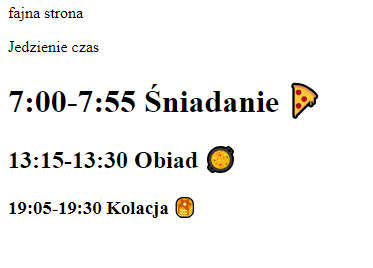 fajna strona
Jedzienie czas
7:00-7:55 Śniadanie
13:15-13:30 Obiad
19:05-19:30 Kolacja